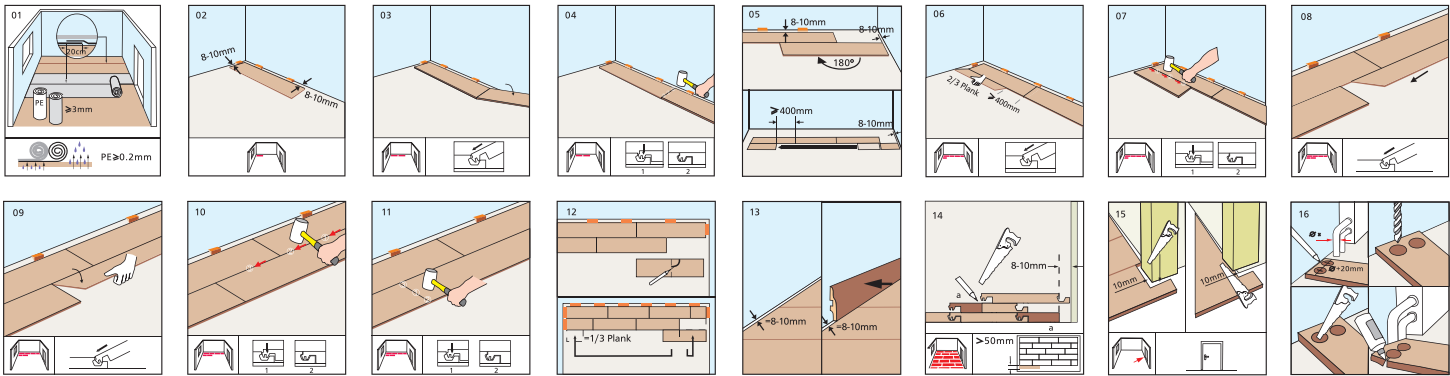 01
20cm
PE
≥3mm
PE≥0.2mm
02
8-10mm
8-10mm
03
04
1
2
05
8-10mm
8-10mm
180°
≥400mm
8-10mm
06
2/3 Plank
≥400mm
07
1
2
08
09
10
1
2
11
1
2
12
L
=1/3 Plank
13
=8-10mm
=8-10mm
14
8-10mm
a
a
>50mm
15
10mm
10mm
16
Ø
Ø+20mm